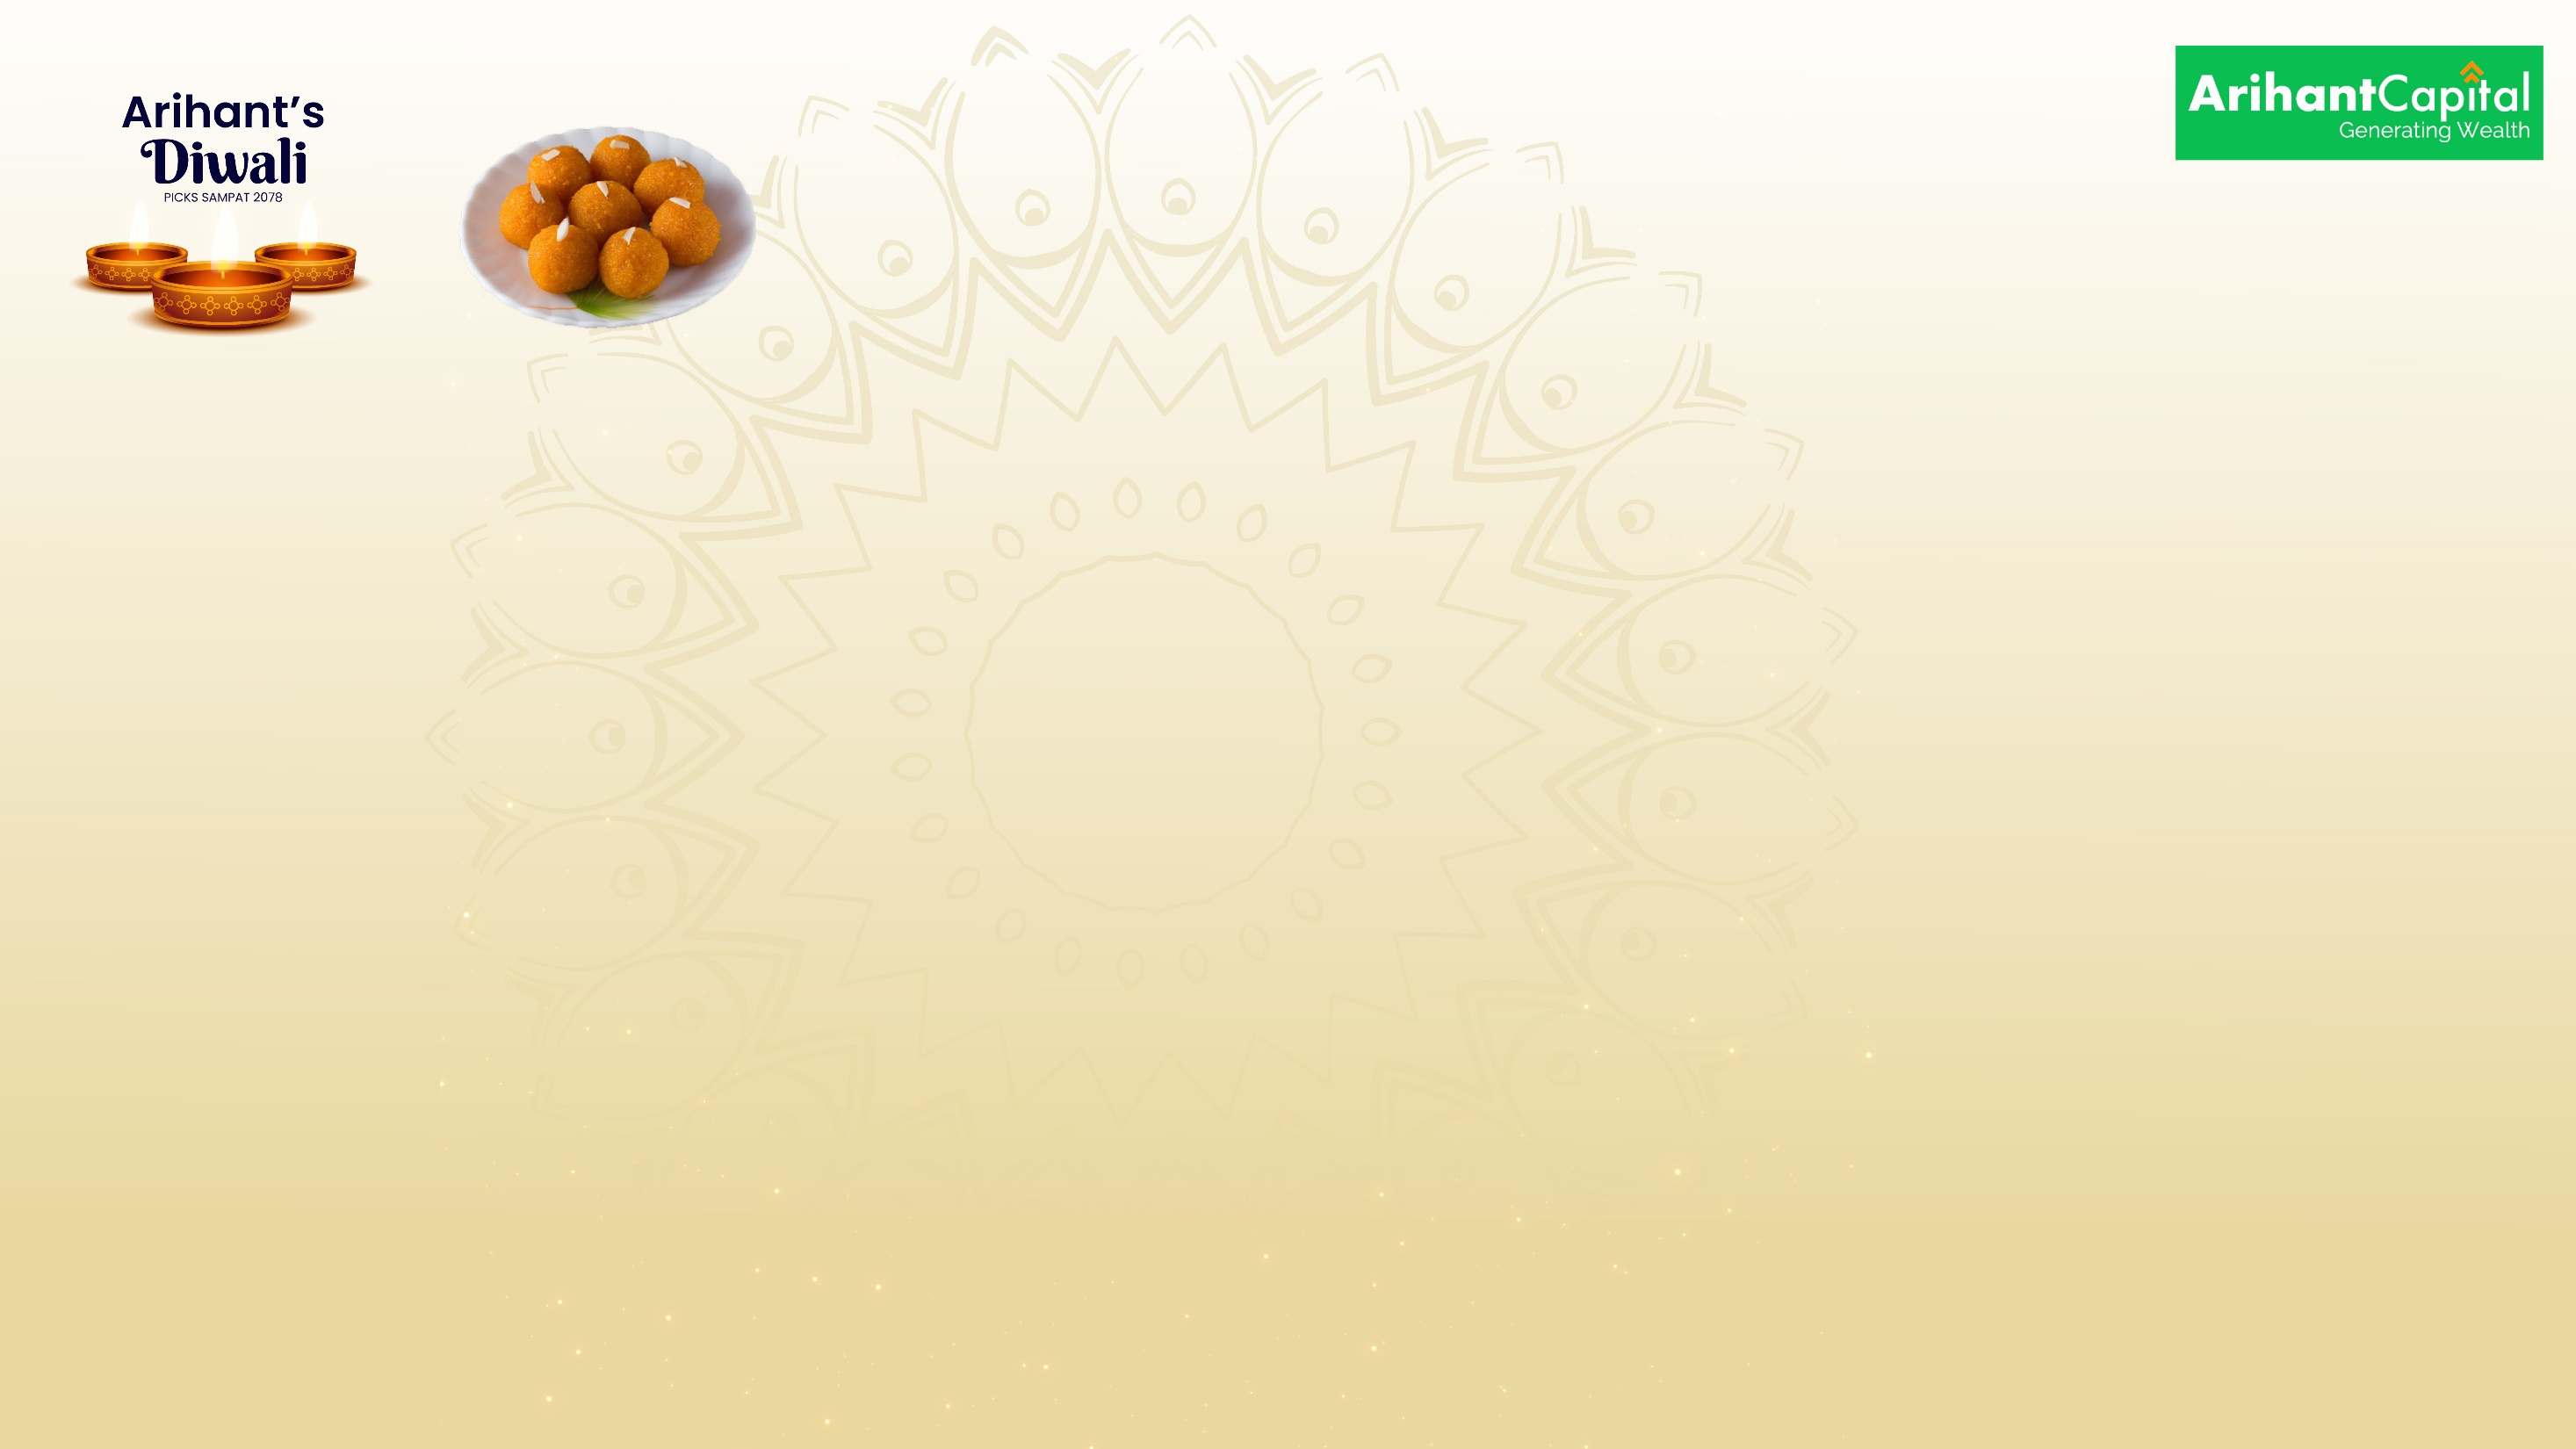 Arihant's
Diwali
PICKS SAMPAT 2078
ArihantCapital
Generating Wealth